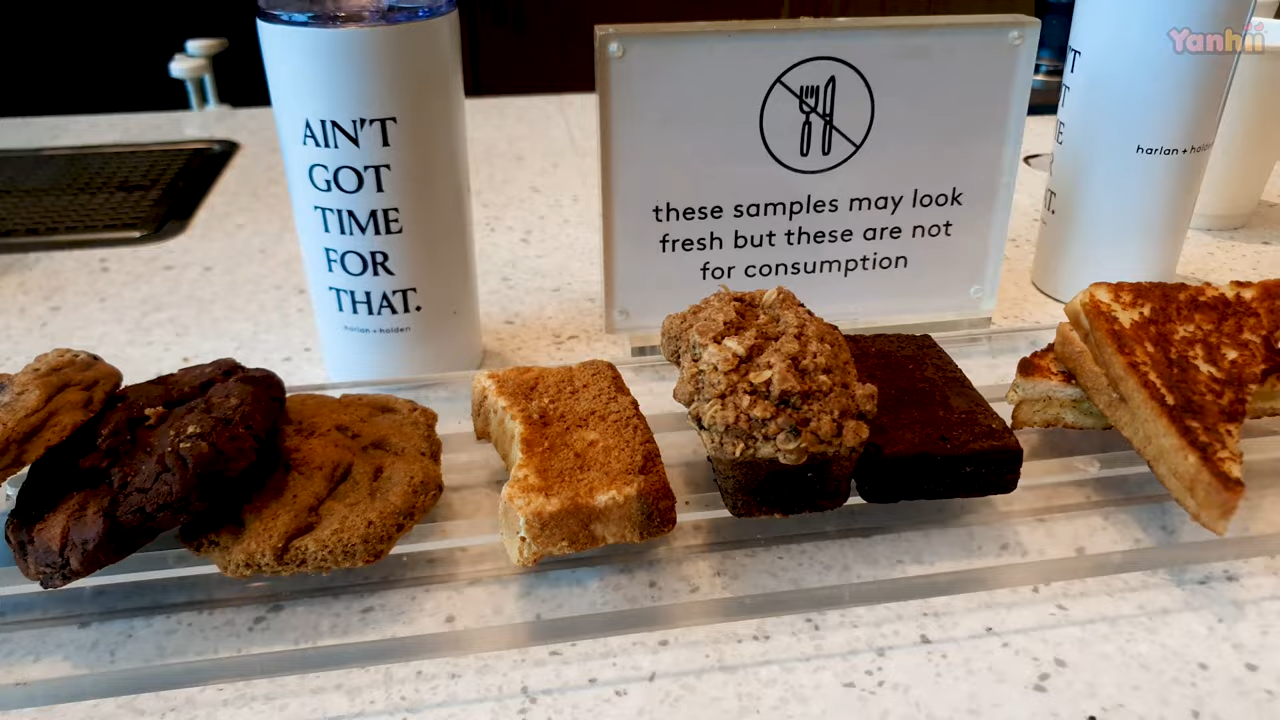 AIN'T
GOT
TIME
FOR
THAT.
harlan + holden
these samples may look
fresh but these are not
for consumption
harlan + holden
Yanhii